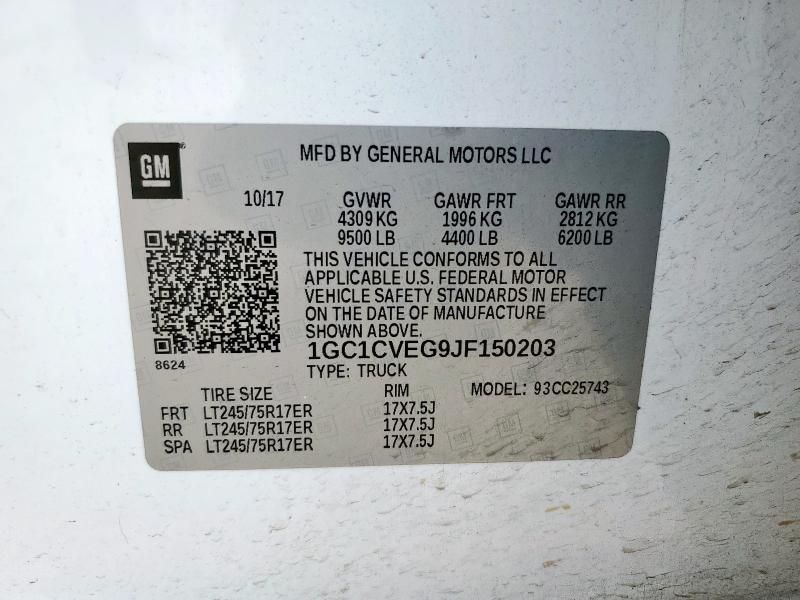 GM
MFD BY GENERAL MOTORS LLC
10/17 GVWR GAWR FRT GAWR RR
4309 KG 1996 KG 2812 KG
9500 LB 4400 LB 6200 LB
THIS VEHICLE CONFORMS TO ALL
APPLICABLE U.S. FEDERAL MOTOR
VEHICLE SAFETY STANDARDS IN EFFECT
ON THE DATE OF MANUFACTURE
SHOWN ABOVE.
1GC1CVEG9JF150203
8624
TYPE: TRUCK
TIRE SIZE RIM MODEL: 93CC25743
FRT LT245/75R17ER 17X7.5J
RR LT245/75R17ER 17X7.5J
SPA LT245/75R17ER 17X7.5J